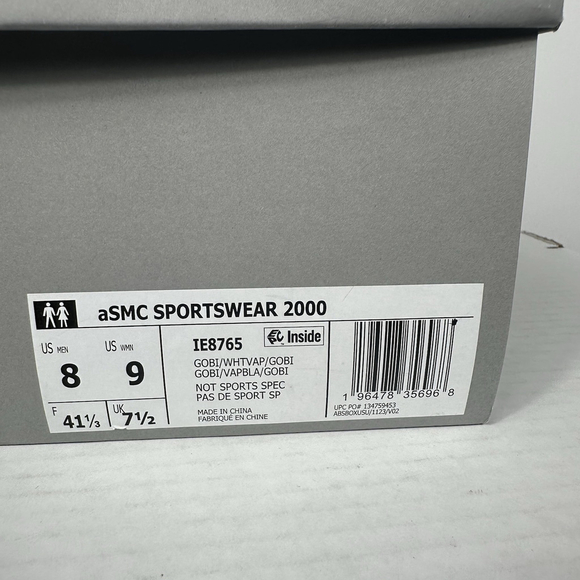 aSMC SPORTSWEAR 2000
US MEN 8
US WMN 9
F 41⅓
UK 7½
IE8765
Inside
GOBI/WHTVAP/GOBI
GOBI/VAPBLA/GOBI
NOT SPORTS SPEC
PAS DE SPORT SP
MADE IN CHINA
FABRIQUÉ EN CHINE
1 96478 35696 8
UPC PO# 134759453
ABSBOXUSU/1123/V02